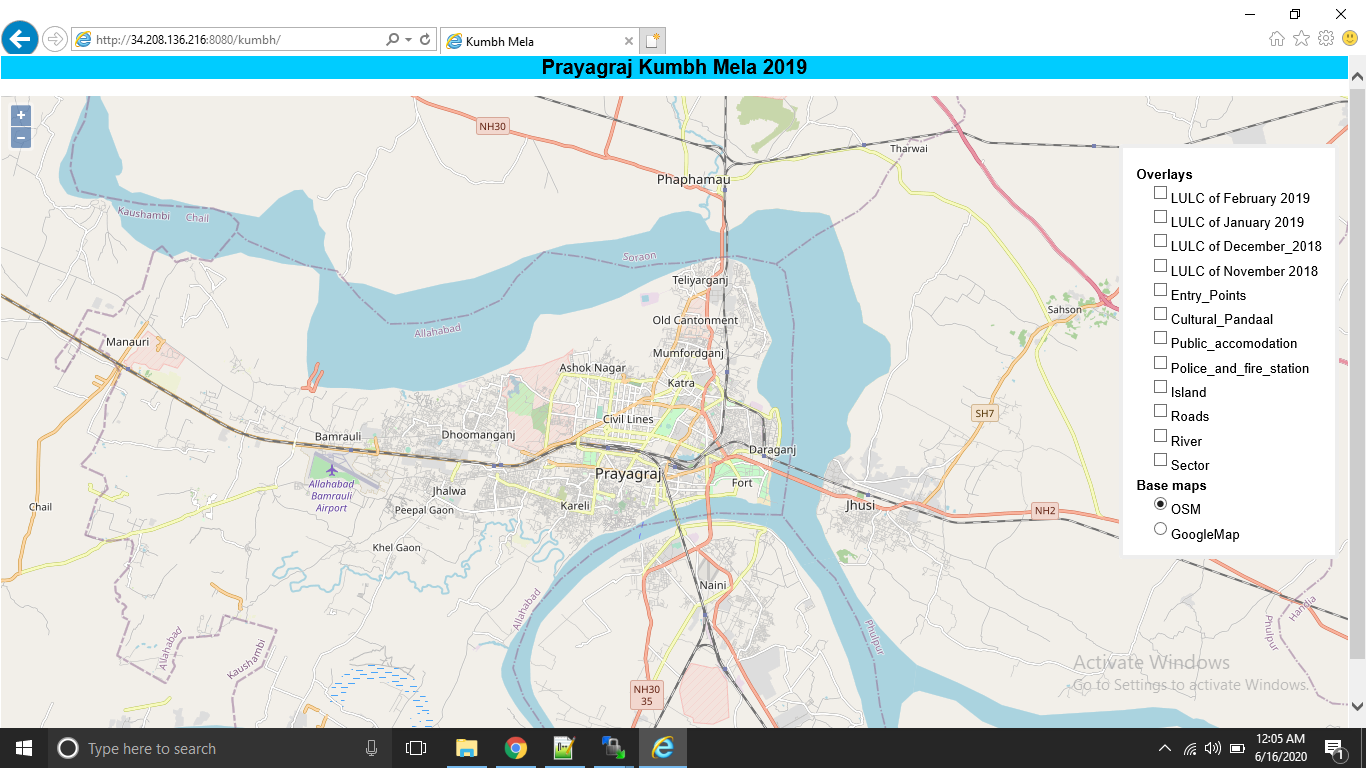 http://34.208.136.216:8080/kumbh/
Kumbh Mela
Prayagraj Kumbh Mela 2019
+
−
NH30
Tharwai
Phaphamau
Kaushambi
Chail
Soraon
Teliyarganj
Allahabad
Old Cantonment
Sahson
Manauri
Mumfordganj
Ashok Nagar
Katra
Civil Lines
SH7
Bamrauli
Dhoomanganj
Daraganj
Prayagraj
Allahabad
Bamrauli
Airport
Jhalwa
Fort
Chail
Peepal Gaon
Kareli
Jhusi
NH2
Khel Gaon
Naini
Allahabad
Handia
Phulpur
Phulpur
Allahabad
Kaushambi
NH30
35
Overlays
LULC of February 2019
LULC of January 2019
LULC of December_2018
LULC of November 2018
Entry_Points
Cultural_Pandaal
Public_accomodation
Police_and_fire_station
Island
Roads
River
Sector
Base maps
OSM
GoogleMap
Activate Windows
Go to Settings to activate Windows.
Type here to search
12:05 AM
6/16/2020
1